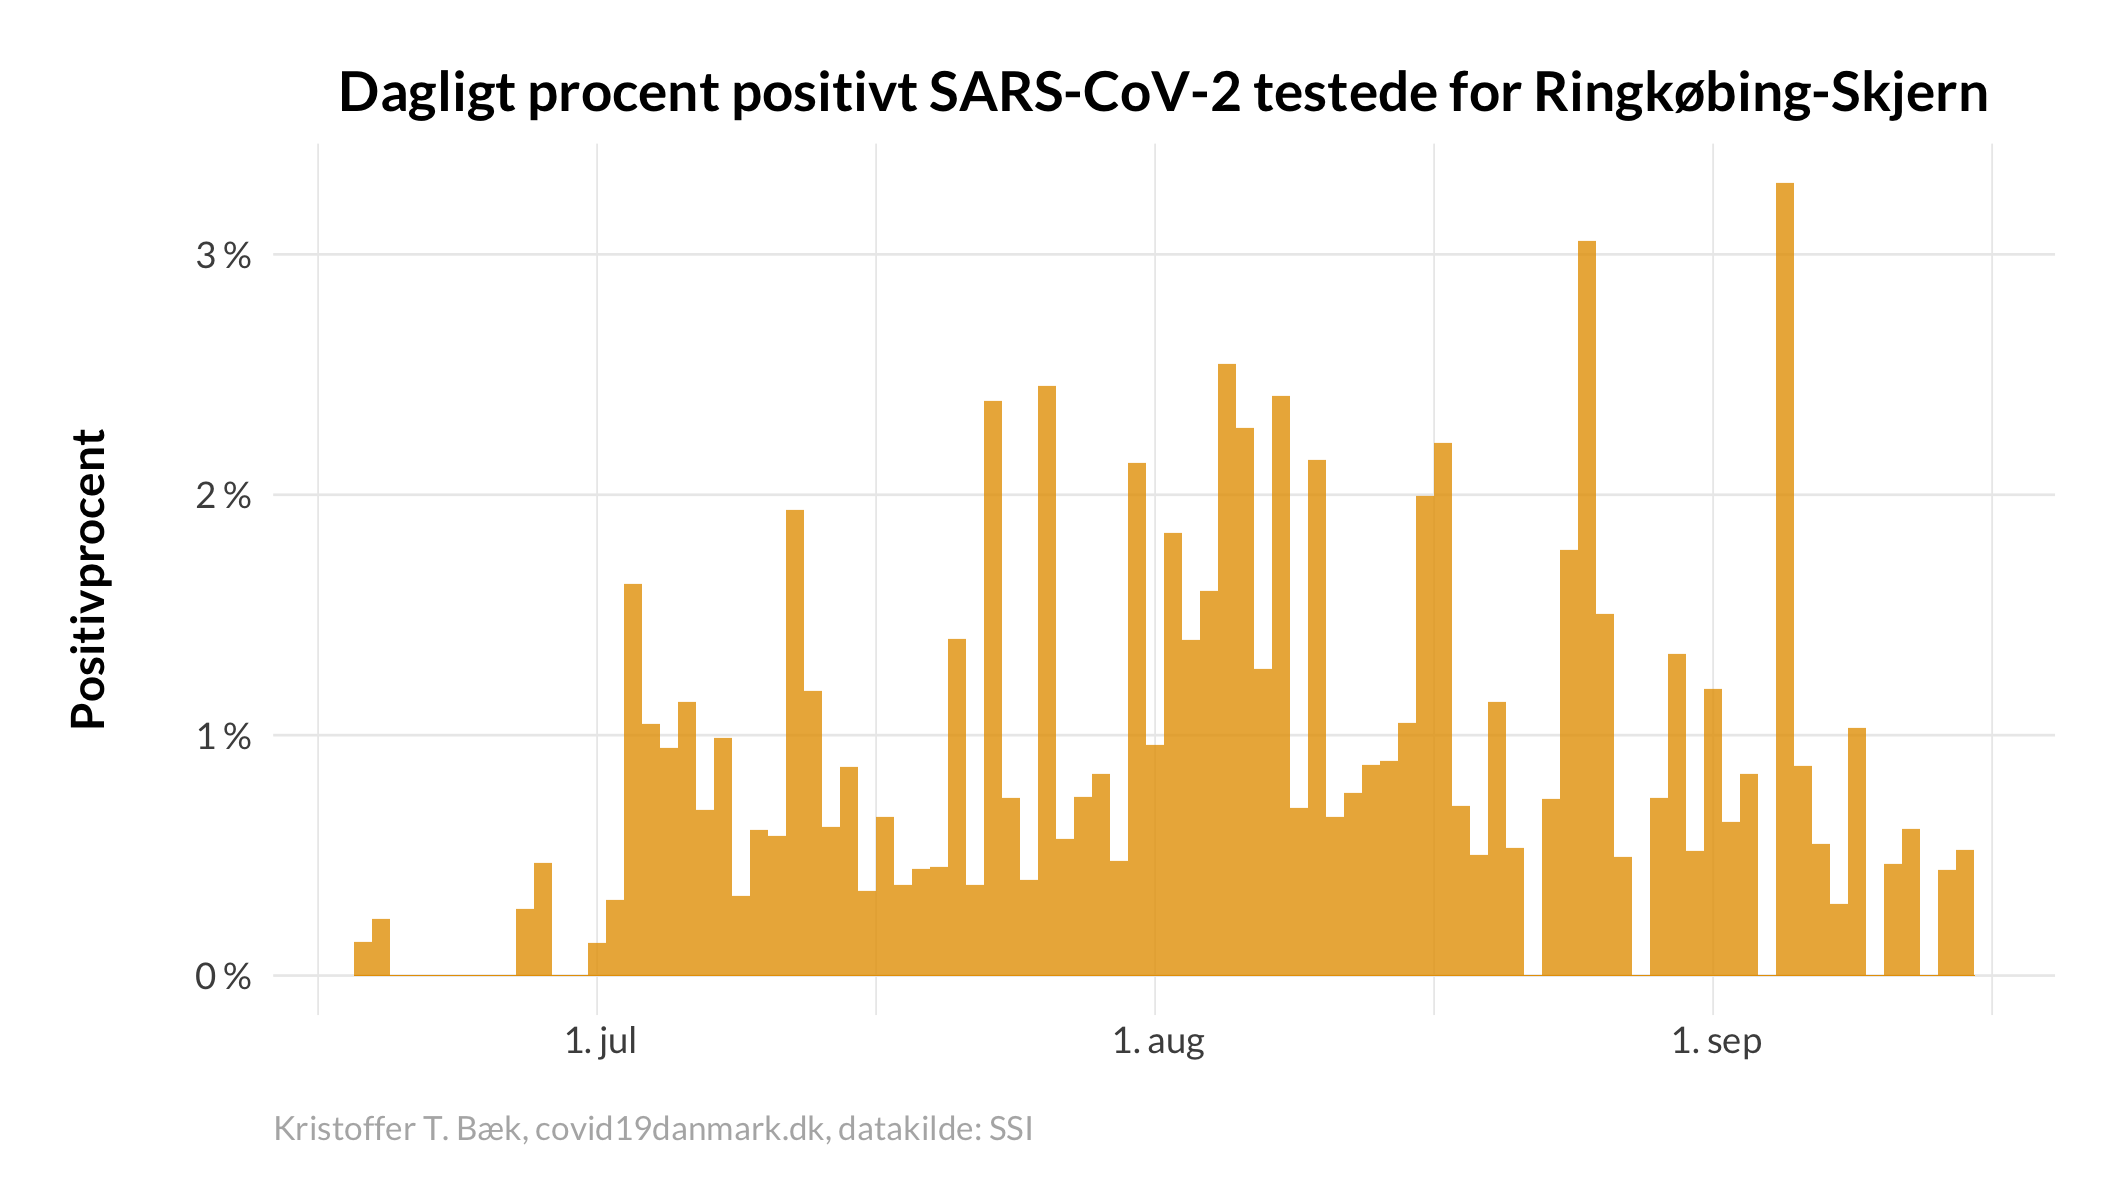 Dagligt procent positivt SARS-CoV-2 testede for Ringkøbing-Skjern
Positivprocent
3 %
2 %
1 %
0 %
1. jul
1. aug
1. sep
Kristoffer T. Bæk, covid19danmark.dk, datakilde: SSI